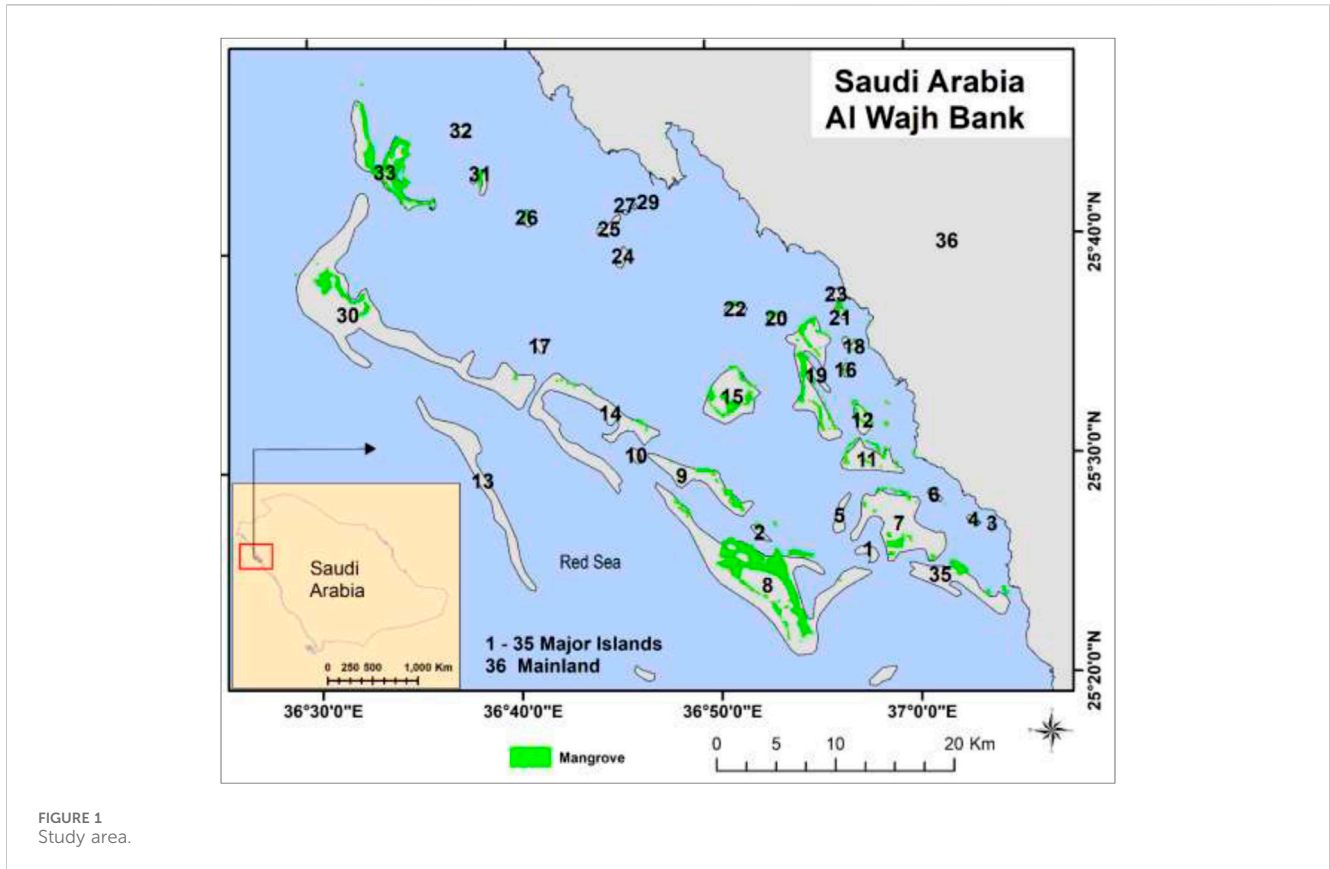 Saudi Arabia
Al Wajh Bank
32
33
31
27
29
26
25
36
24
25°40'0"N
23
22
20
21
30
17
18
16
19
15
14
12
11
25°30'0"N
10
9
13
6
5
4
3
7
2
1
Red Sea
35
8
Saudi
Arabia
1 - 35 Major Islands
36 Mainland
0 250 500 1,000 Km
25°20'0"N
36°30'0"E
36°40'0"E
36°50'0"E
37°0'0"E
Mangrove
0 5 10 20 Km
FIGURE 1
Study area.